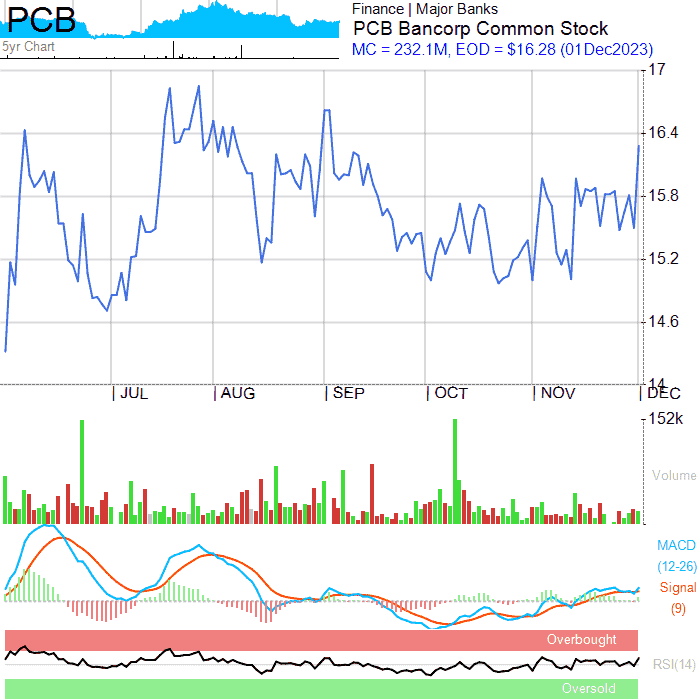 PCB
5yr Chart
Finance | Major Banks
PCB Bancorp Common Stock
MC = 232.1M, EOD = $16.28 (01Dec2023)
17
16.4
15.8
15.2
14.6
14
| JUL | AUG | SEP | OCT | NOV | DEC
152k
Volume
MACD
(12-26)
Signal
(9)
Overbought
RSI(14)
Oversold